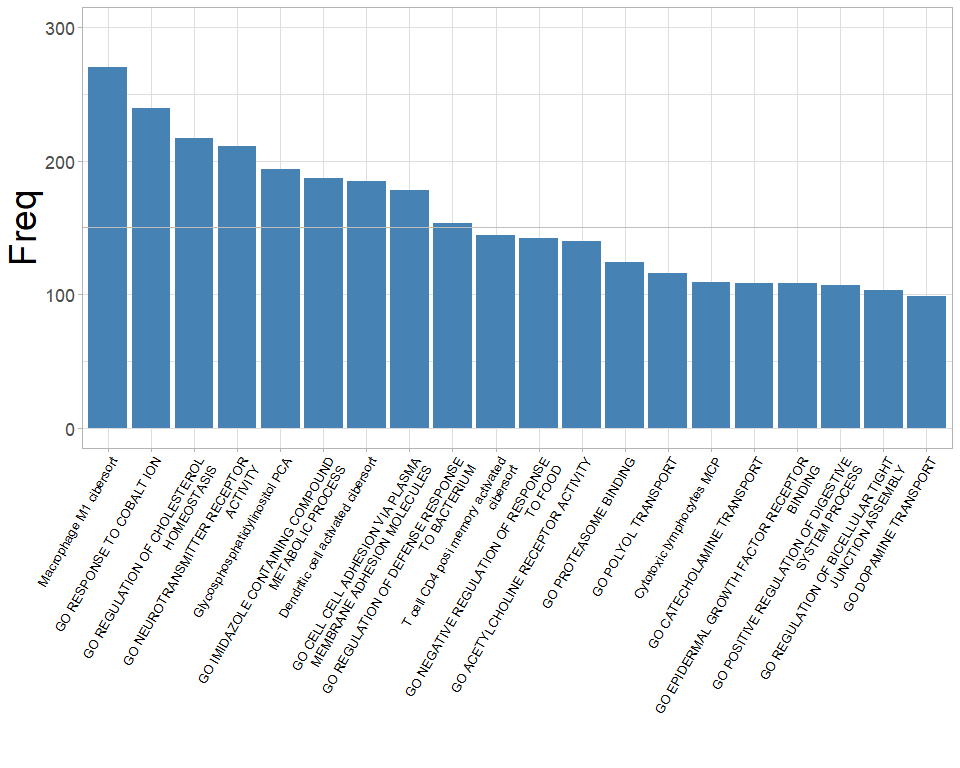 300
200
100
0
Freq
Macrophage M1 cibersort
GO RESPONSE TO COBALT ION
GO REGULATION OF CHOLESTEROL
HOMEOSTASIS
GO NEUROTRANSMITTER RECEPTOR
ACTIVITY
Glycosphosphatidylinositol PCA
GO IMIDAZOLE CONTAINING COMPOUND
METABOLIC PROCESS
Dendritic cell activated cibersort
GO CELL CELL ADHESION VIA PLASMA
MEMBRANE ADHESION MOLECULES
GO REGULATION OF DEFENSE RESPONSE
TO BACTERIUM
T cell CD4 posi memory activated
cibersort
GO NEGATIVE REGULATION OF RESPONSE
TO FOOD
GO ACETYLCHOLINE RECEPTOR ACTIVITY
GO PROTEASOME BINDING
GO POLYOL TRANSPORT
Cytotoxic lymphocytes MCP
GO CATECHOLAMINE TRANSPORT
GO EPIDERMAL GROWTH FACTOR RECEPTOR
BINDING
GO POSITIVE REGULATION OF DIGESTIVE
SYSTEM PROCESS
GO REGULATION OF BICELLULAR TIGHT
JUNCTION ASSEMBLY
GO DOPAMINE TRANSPORT